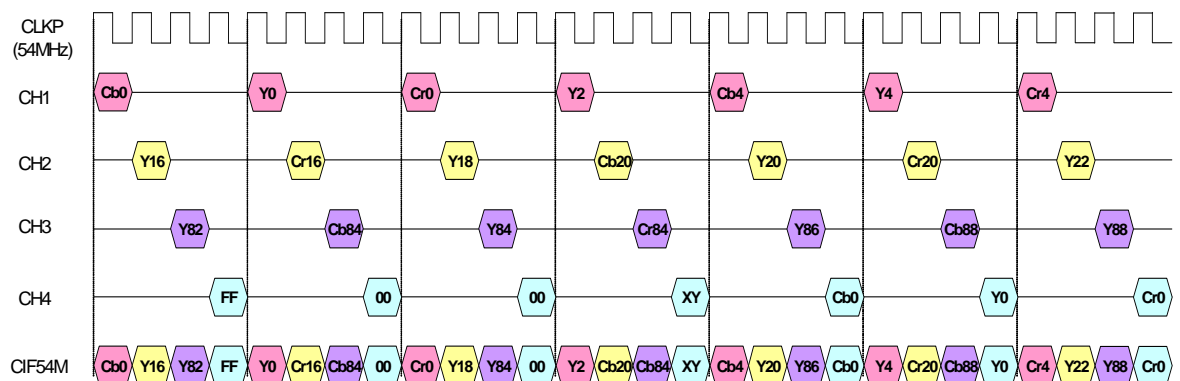 CLKP
(54MHz)
CH1 Cb0 Y0 Cr0 Y2 Cb4 Y4 Cr4
CH2 Y16 Cr16 Y18 Cb20 Y20 Cr20 Y22
CH3 Y82 Cb84 Y84 Cr84 Y86 Cb88 Y88
CH4 FF 00 00 XY Cb0 Y0 Cr0
CIF54M Cb0 Y16 Y82 FF Y0 Cr16 Cb84 00 Cr0 Y18 Y84 00 Y2 Cb20 Cb84 XY Cb4 Y20 Y86 Cb0 Y4 Cr20 Cb88 Y0 Cr4 Y22 Y88 Cr0